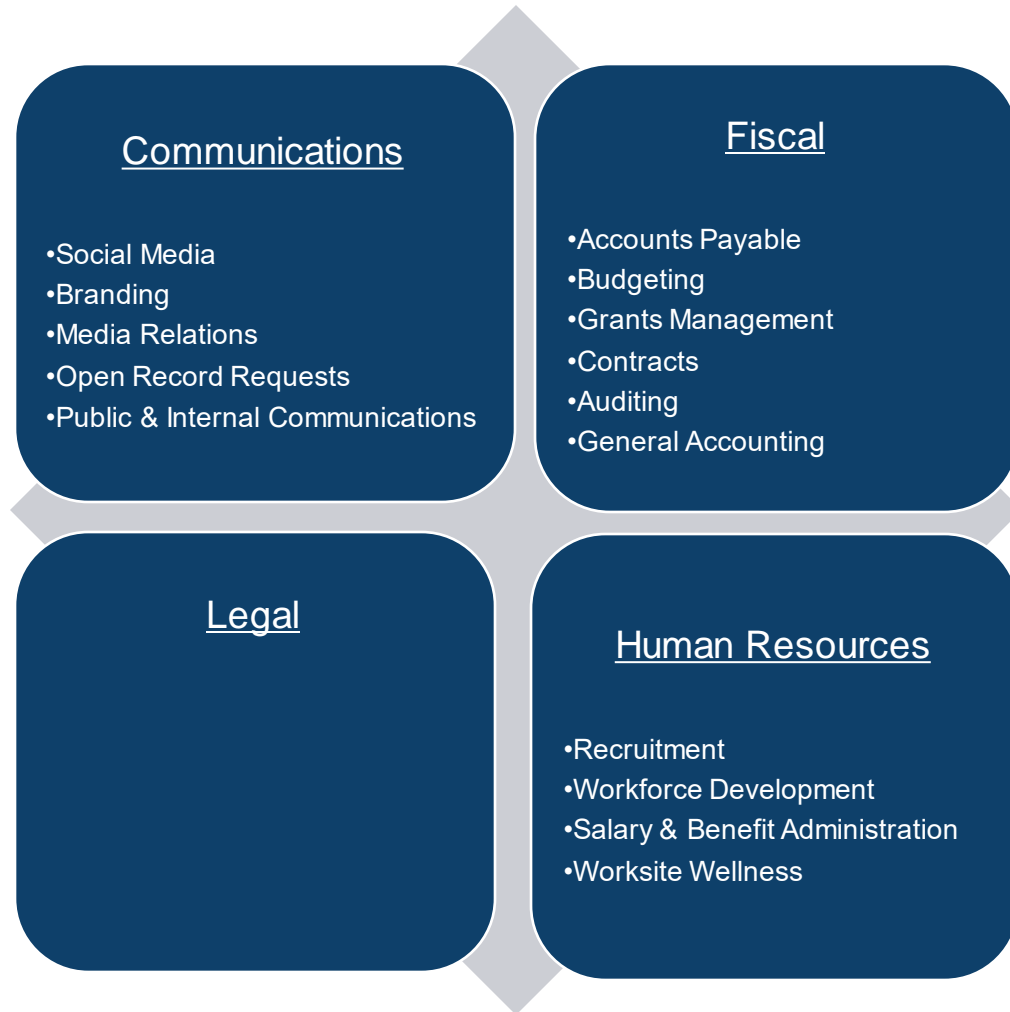 Communications
•Social Media
•Branding
•Media Relations
•Open Record Requests
•Public & Internal Communications
Fiscal
•Accounts Payable
•Budgeting
•Grants Management
•Contracts
•Auditing
•General Accounting
Legal
Human Resources
•Recruitment
•Workforce Development
•Salary & Benefit Administration
•Worksite Wellness